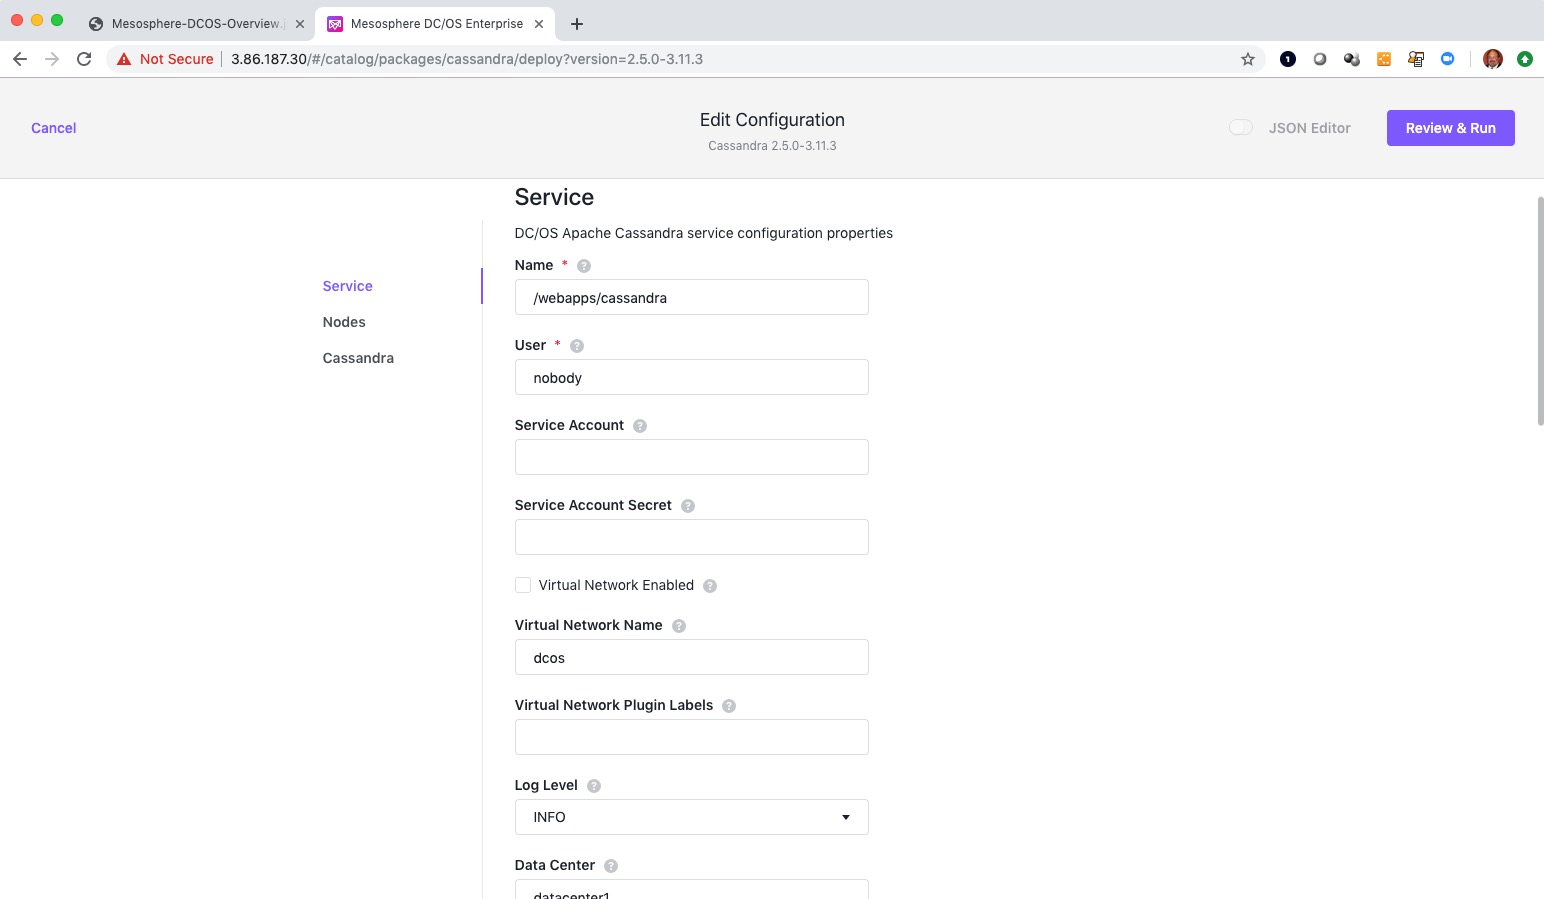 Mesosphere-DCOS-Overview.
Mesosphere DC/OS Enterprise
Not Secure
3.86.187.30/#/catalog/packages/cassandra/deploy?version=2.5.0-3.11.3
Cancel
Edit Configuration
Cassandra 2.5.0-3.11.3
JSON Editor
Review & Run
Service
Nodes
Cassandra
Service
DC/OS Apache Cassandra service configuration properties
Name * ?
/webapps/cassandra
User * ?
nobody
Service Account ?
Service Account Secret ?
Virtual Network Enabled ?
Virtual Network Name ?
dcos
Virtual Network Plugin Labels ?
Log Level ?
INFO
Data Center ?
datacenter1